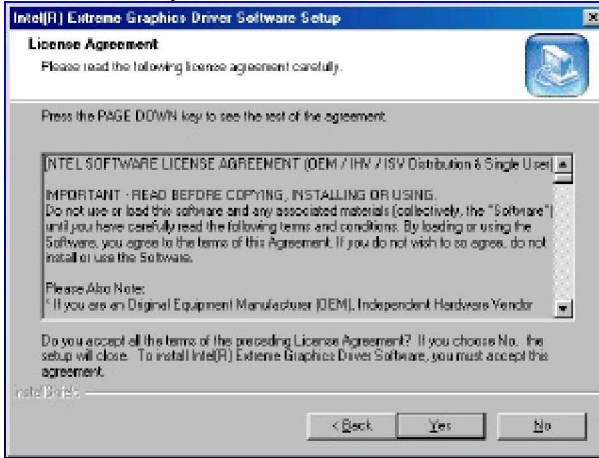 Intel(R) Extreme Graphics Driver Software Setup
License Agreement
Please read the following license agreement carefully.
Press the PAGE DOWN key to see the rest of the agreement.
INTEL SOFTWARE LICENSE AGREEMENT (OEM / IHV / ISV Distribution & Single User)
IMPORTANT - READ BEFORE COPYING, INSTALLING OR USING.
Do not use or load this software and any associated materials (collectively, the "Software")
until you have carefully read the following terms and conditions. By loading or using the
Software, you agree to the terms of this Agreement. If you do not wish to so agree, do not
install or use the Software.
Please Also Note:
* If you are an Original Equipment Manufacturer (OEM), Independent Hardware Vendor
Do you accept all the terms of the preceding License Agreement? If you choose No, the
setup will close. To install Intel(R) Extreme Graphics Driver Software, you must accept this
agreement.
InstallShield
< Back
Yes
No